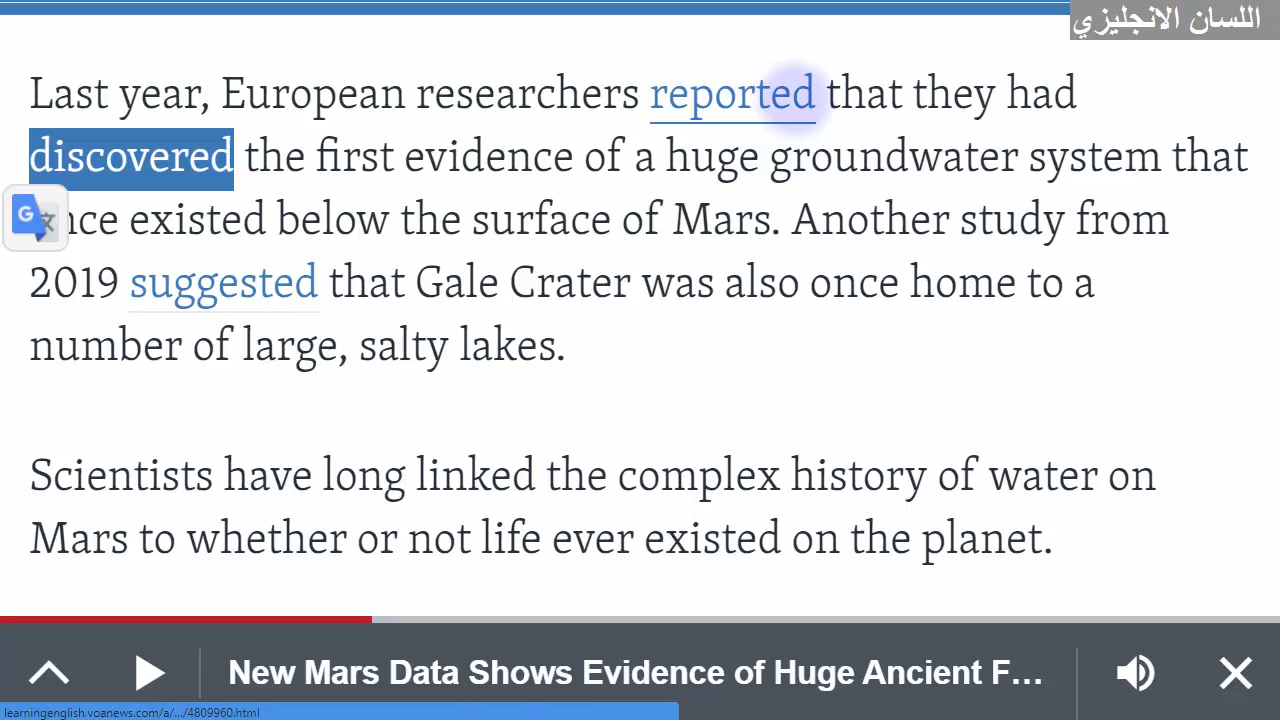 اللسان الانجليزي
Last year, European researchers reported that they had
discovered the first evidence of a huge groundwater system that
nce existed below the surface of Mars. Another study from
2019 suggested that Gale Crater was also once home to a
number of large, salty lakes.
Scientists have long linked the complex history of water on
Mars to whether or not life ever existed on the planet.
New Mars Data Shows Evidence of Huge Ancient F...
learningenglish.voanews.com/a/.../4809960.html